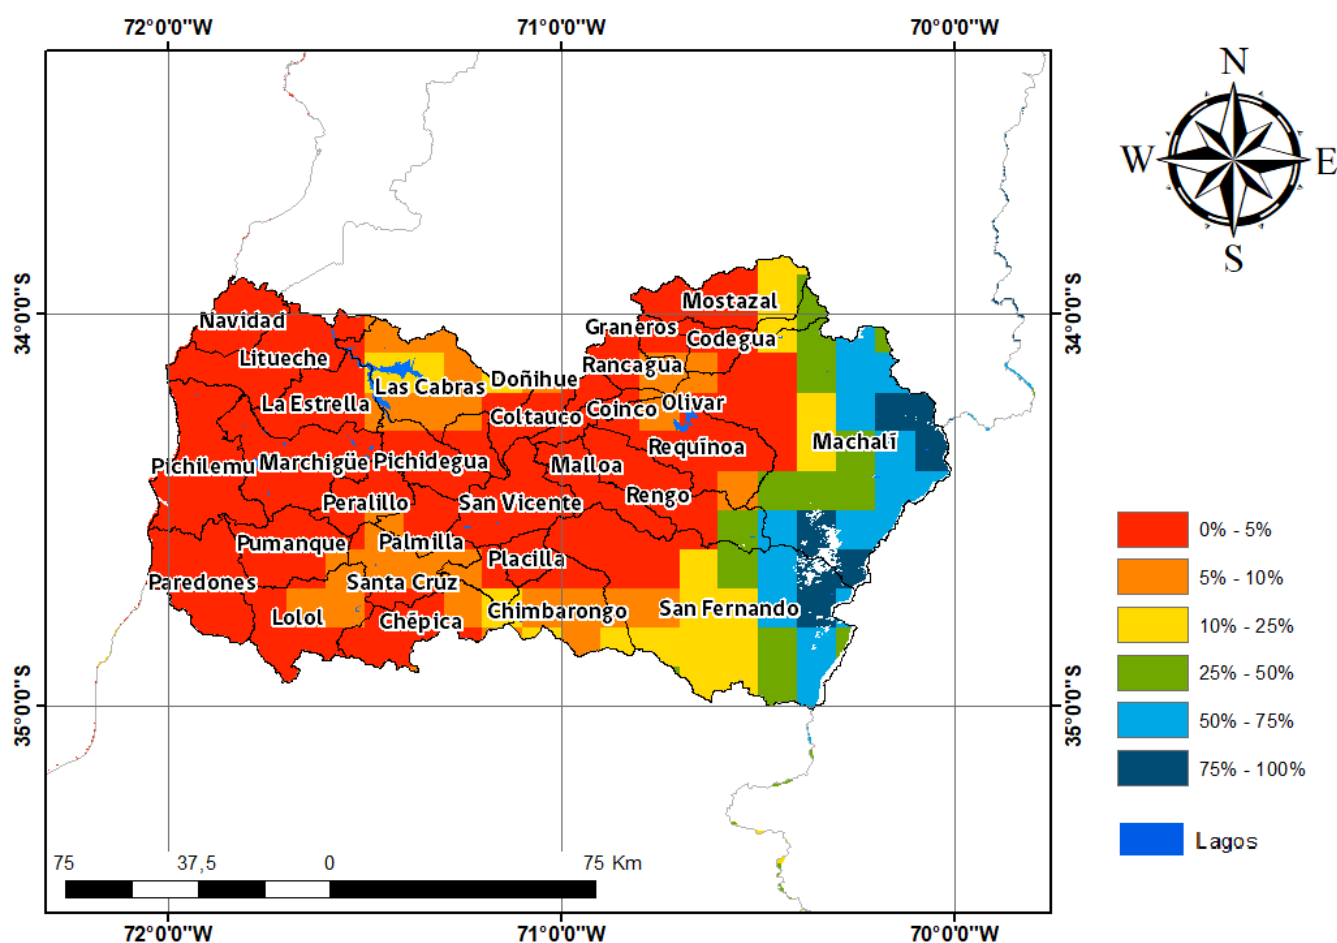 72°0'0"W 71°0'0"W 70°0'0"W
N
W E
S
34°0'0"S 34°0'0"S
Mostazal
Navidad
Graneros
Codegua
Litueche
Rancagua
Doñihue
Las Cabras
La Estrella
Olivar
Coinco
Coltauco
Machalí
Requínoa
Pichilemu
Marchigüe
Pichidegua
Malloa
Rengo
Peralillo
San Vicente
Pumanque
Palmilla
Placilla
Paredones
Santa Cruz
San Fernando
Chimbarongo
Lolol
Chépica
35°0'0"S 35°0'0"S
0% - 5%
5% - 10%
10% - 25%
25% - 50%
50% - 75%
75% - 100%
Lagos
75 37,5 0 75 Km
72°0'0"W 71°0'0"W 70°0'0"W